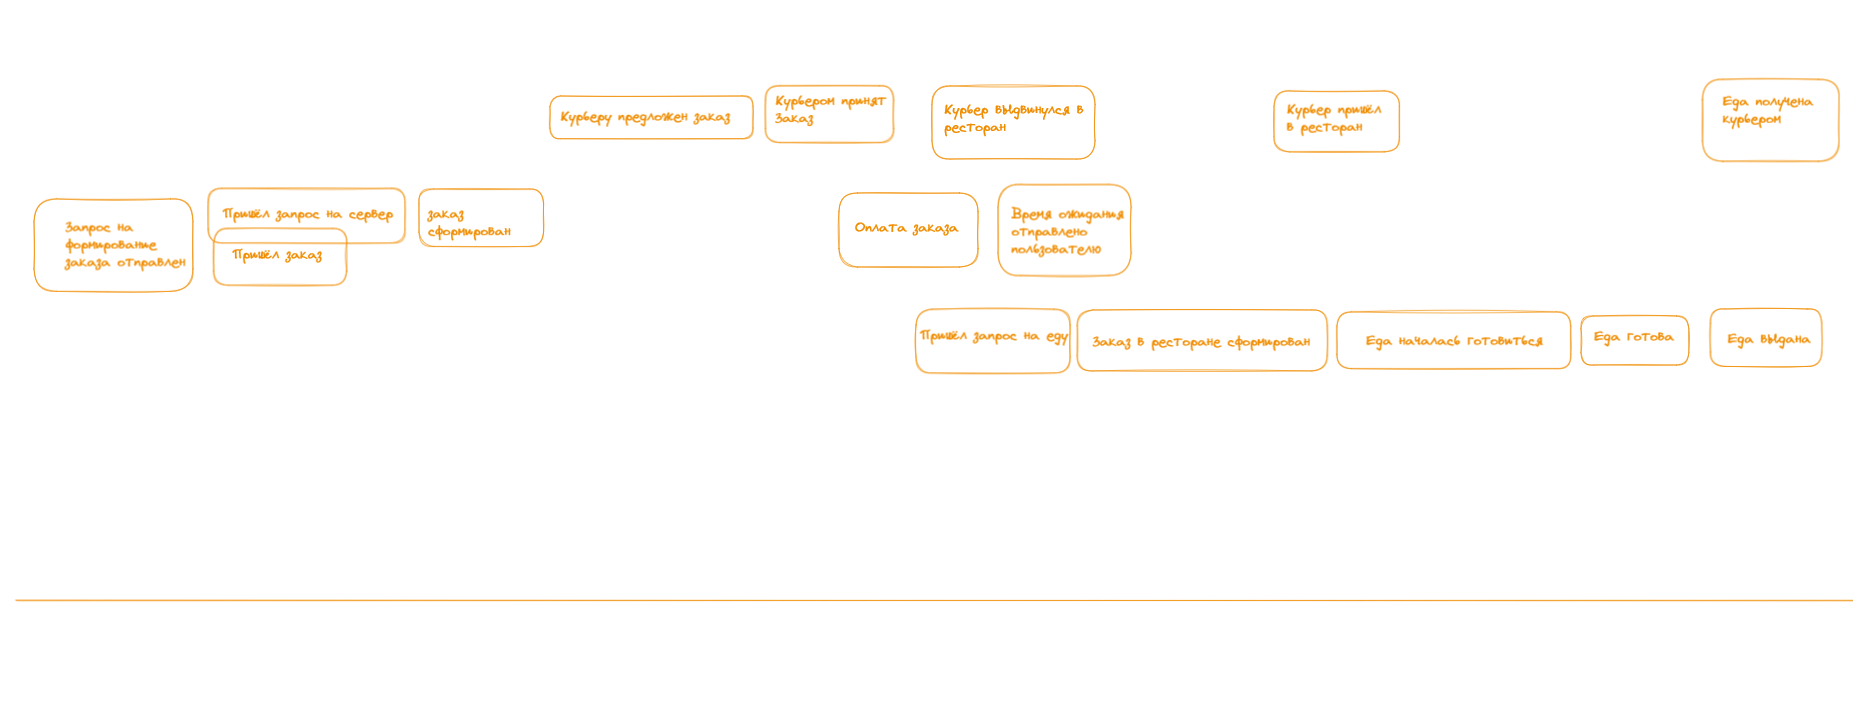 Курьеру предложен заказ
Курьером принят
Заказ
Курьер выдвинулся в
ресторан
Курьер пришёл
в ресторан
Еда получена
курьером
Запрос на
формирование
заказа отправлен
Пришёл запрос на сервер
Пришёл заказ
заказ
сформирован
Оплата заказа
Время ожидания
отправлено
пользователю
Пришёл запрос на еду
Заказ в ресторане сформирован
Еда началась готовиться
Еда готова
Еда выдана